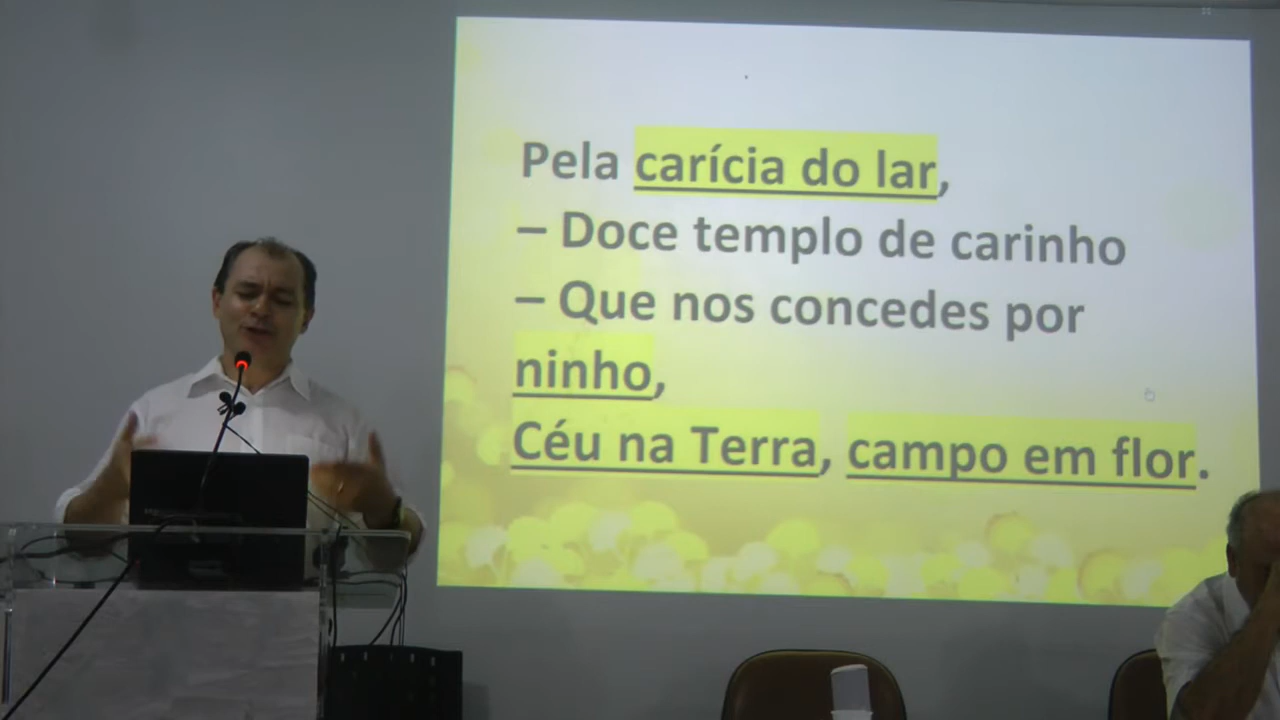 Pela carícia do lar,
– Doce templo de carinho
– Que nos concedes por
ninho,
Céu na Terra, campo em flor.